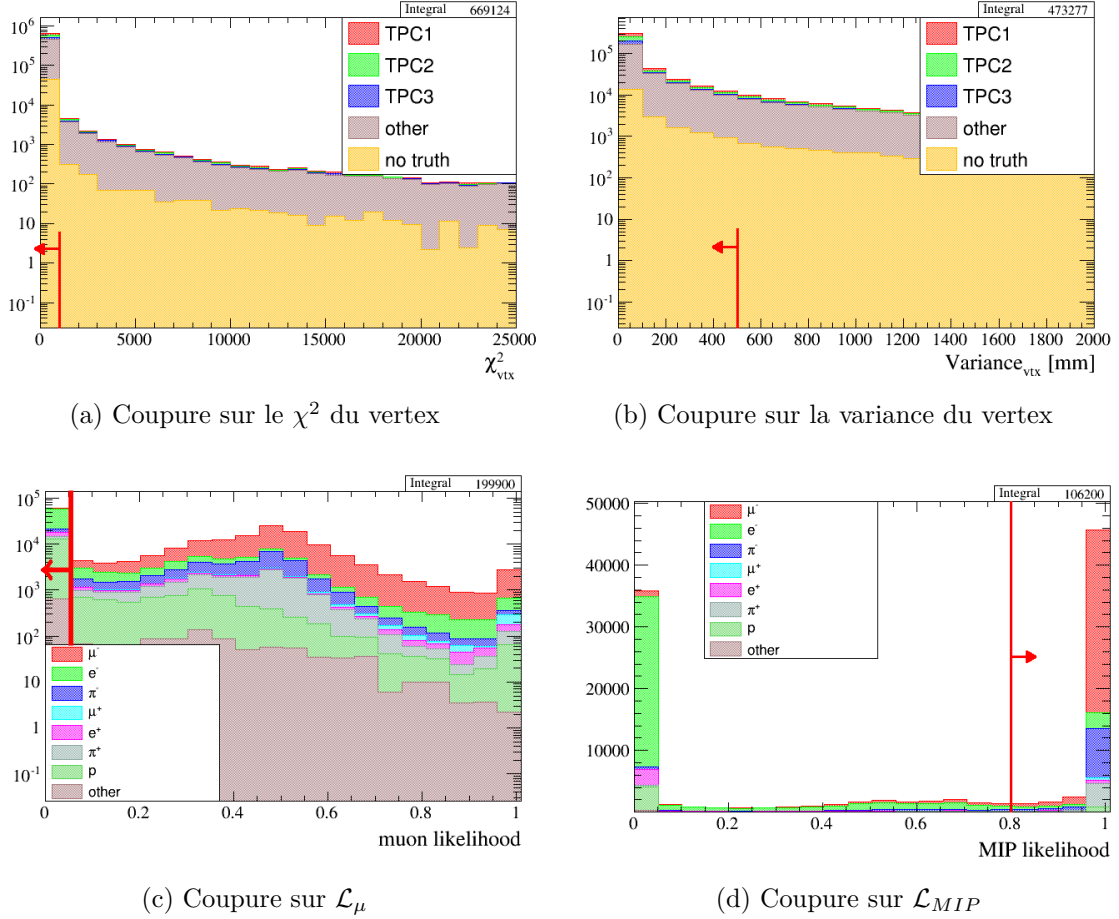 Integral 669124
10⁶
10⁵
10⁴
10³
10²
10
1
10⁻¹
TPC1
TPC2
TPC3
other
no truth
0 5000 10000 15000 20000 25000
χ²vtx
(a) Coupure sur le χ² du vertex
Integral 473277
10⁵
10⁴
10³
10²
10
1
10⁻¹
TPC1
TPC2
TPC3
other
no truth
0 200 400 600 800 1000 1200 1400 1600 1800 2000
Variancevtx [mm]
(b) Coupure sur la variance du vertex
Integral 199900
10⁵
10⁴
10³
10²
10
1
10⁻¹
μ⁻
e⁻
π⁻
μ⁺
e⁺
π⁺
p
other
0 0.2 0.4 0.6 0.8 1
muon likelihood
(c) Coupure sur ℒμ
Integral 106200
50000
40000
30000
20000
10000
μ⁻
e⁻
π⁻
μ⁺
e⁺
π⁺
p
other
0 0.2 0.4 0.6 0.8 1
MIP likelihood
(d) Coupure sur ℒMIP